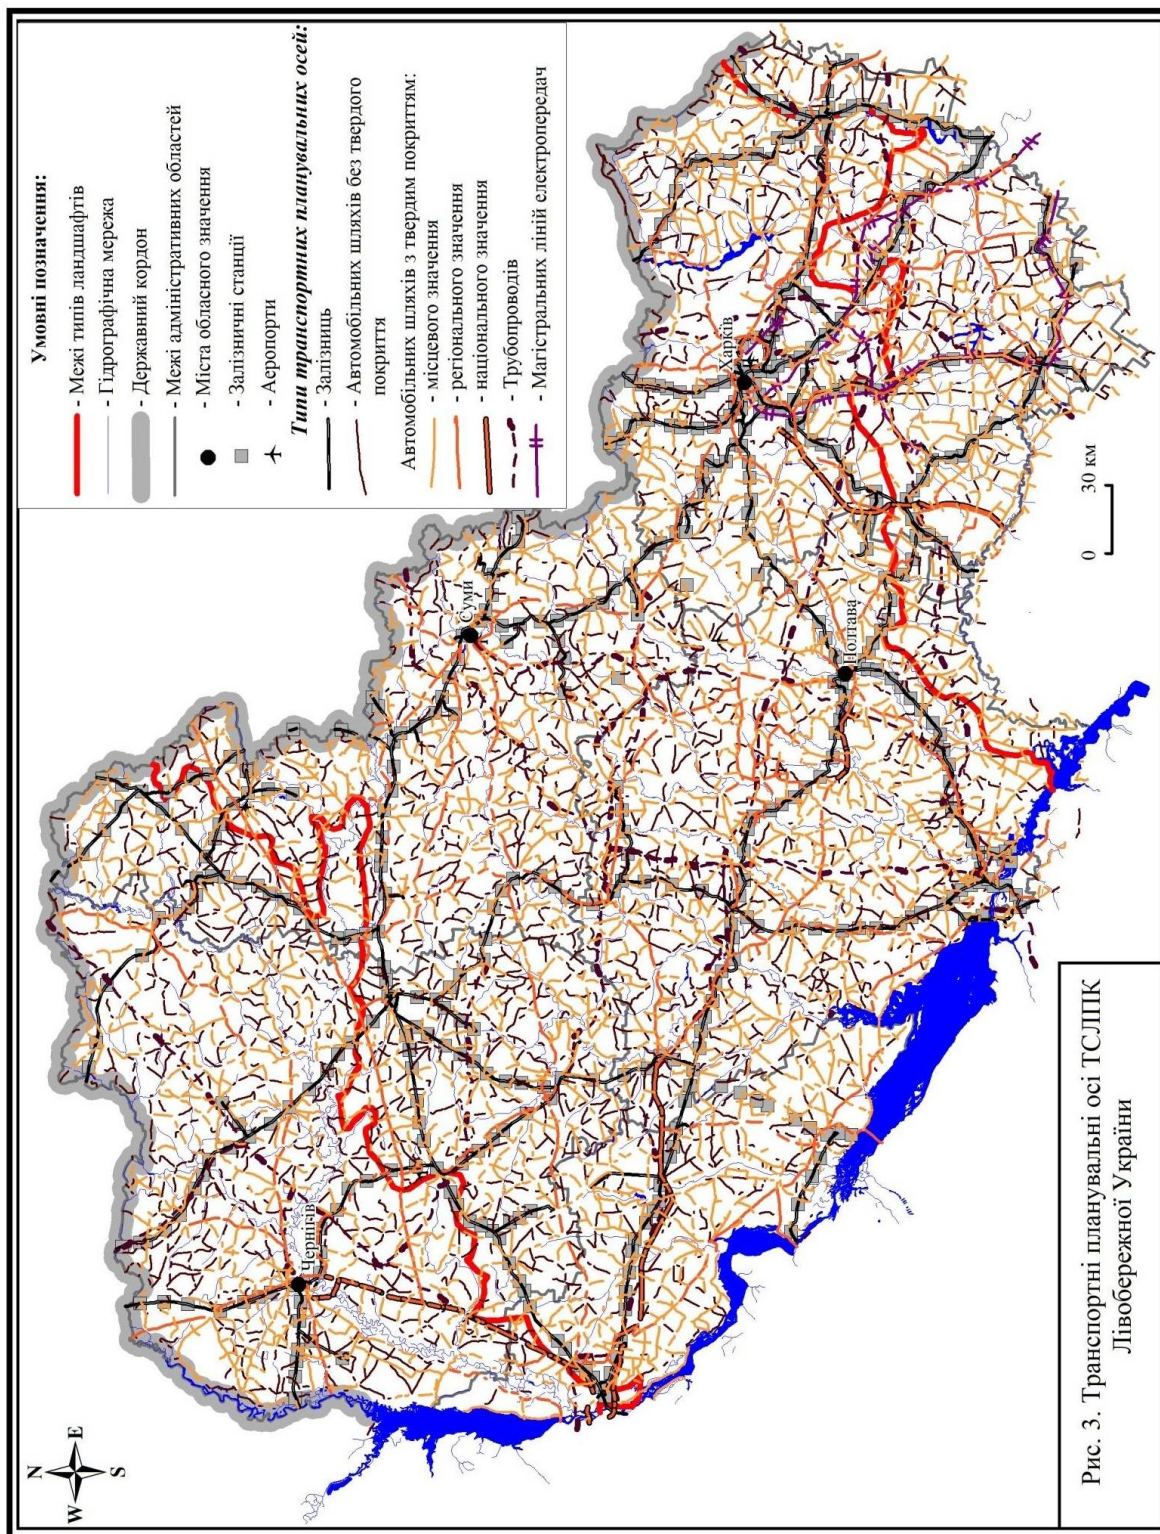 Умовні позначення:
- Межі типів ландшафтів
- Гідрографічна мережа
- Державний кордон
- Межі адміністративних областей
- Міста обласного значення
- Залізничні станції
- Аеропорти
Типи транспортних планувальних осей:
- Залізниць
- Автомобільних шляхів без твердого
покриття
Автомобільних шляхів з твердим покриттям:
- місцевого значення
- регіонального значення
- національного значення
- Трубопроводів
- Магістральних ліній електропередач
N
W E
S
Чернігів
Суми
Харків
Полтава
0 30 км
Рис. 3. Транспортні планувальні осі ТСЛПК
Лівобережної України